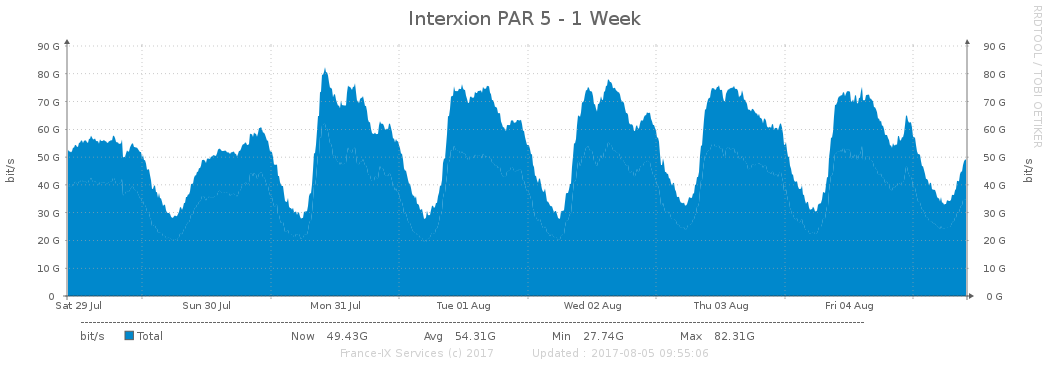 Interxion PAR 5 - 1 Week
RRDTOOL / TOBI OETIKER
90 G 90 G
80 G 80 G
70 G 70 G
60 G 60 G
50 G 50 G
40 G 40 G
30 G 30 G
20 G 20 G
10 G 10 G
0 0 G
bit/s
bit/s
Sat 29 Jul Sun 30 Jul Mon 31 Jul Tue 01 Aug Wed 02 Aug Thu 03 Aug Fri 04 Aug
bit/s Total Now 49.43G Avg 54.31G Min 27.74G Max 82.31G
France-IX Services (c) 2017 Updated : 2017-08-05 09:55:06